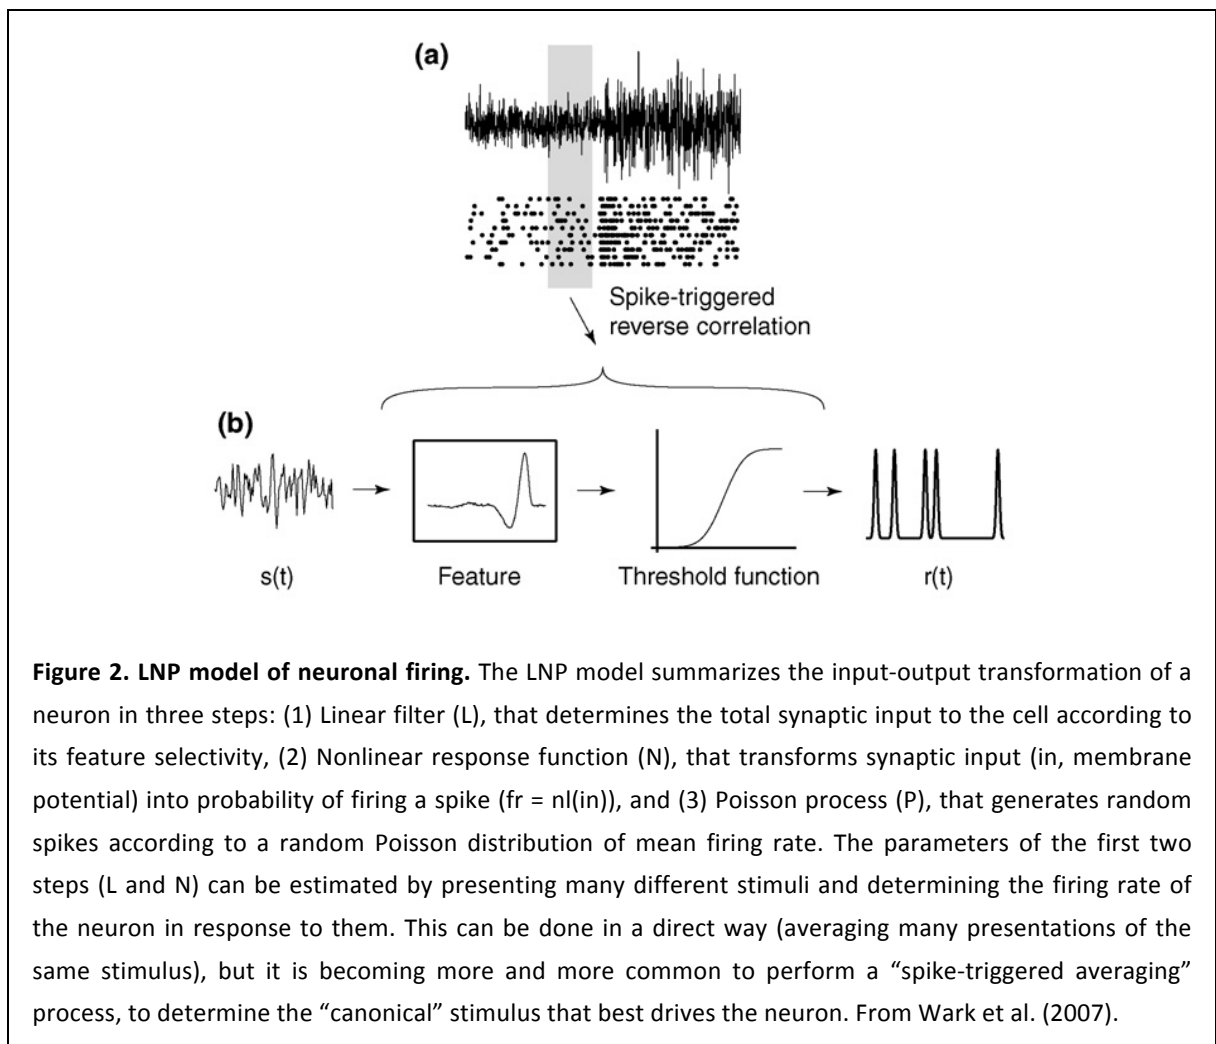 (a)
Spike-triggered
reverse correlation
(b)
s(t)
Feature
Threshold function
r(t)
Figure 2. LNP model of neuronal firing. The LNP model summarizes the input-output transformation of a
neuron in three steps: (1) Linear filter (L), that determines the total synaptic input to the cell according to
its feature selectivity, (2) Nonlinear response function (N), that transforms synaptic input (in, membrane
potential) into probability of firing a spike (fr = nl(in)), and (3) Poisson process (P), that generates random
spikes according to a random Poisson distribution of mean firing rate. The parameters of the first two
steps (L and N) can be estimated by presenting many different stimuli and determining the firing rate of
the neuron in response to them. This can be done in a direct way (averaging many presentations of the
same stimulus), but it is becoming more and more common to perform a “spike-triggered averaging”
process, to determine the “canonical” stimulus that best drives the neuron. From Wark et al. (2007).